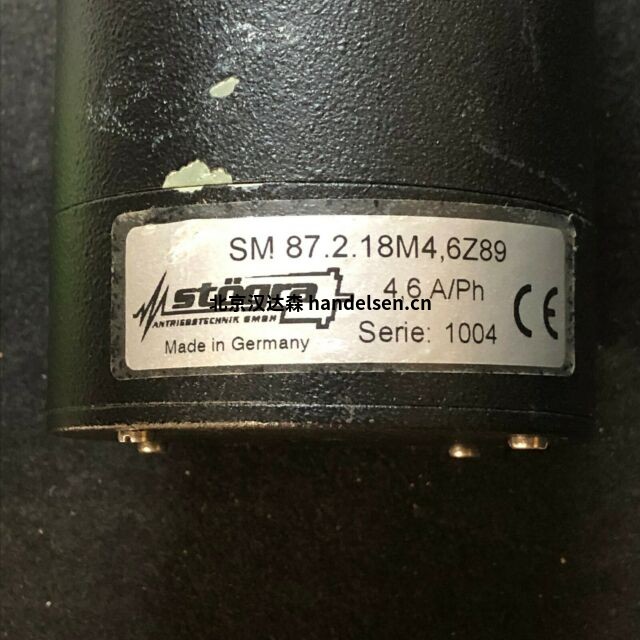 SM 87.2.18M4,6Z89
stögra
ANTRIEBSTECHNIK GMBH
4,6 A/Ph
CE
北京汉达森 handelsen.cn
Made in Germany
Serie: 1004